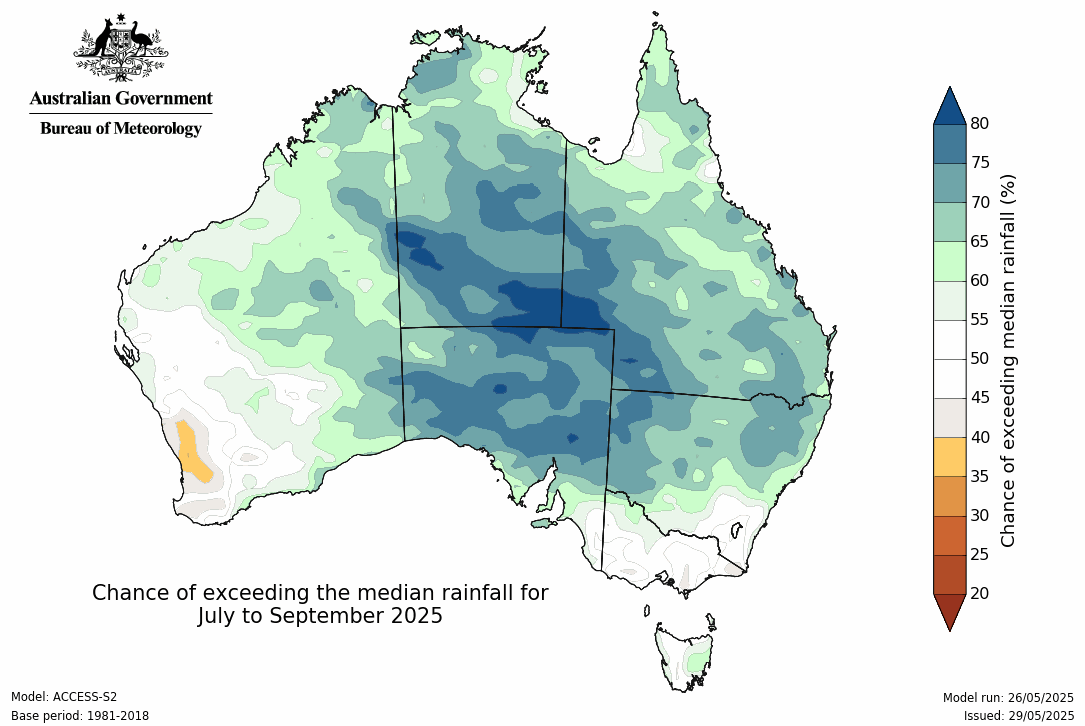 Australian Government
Bureau of Meteorology
80
75
70
65
60
55
50
45
40
35
30
25
20
Chance of exceeding median rainfall (%)
Chance of exceeding the median rainfall for
July to September 2025
Model: ACCESS-S2
Base period: 1981-2018
Model run: 26/05/2025
Issued: 29/05/2025